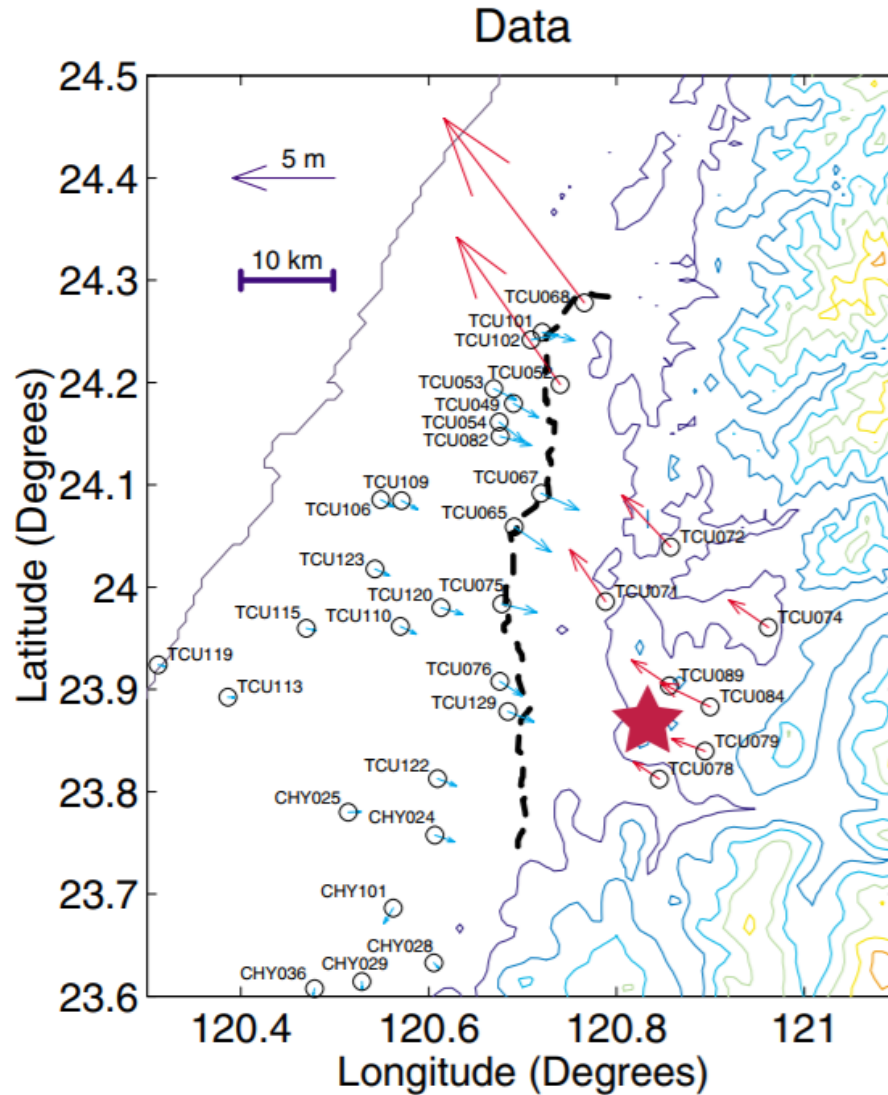 Data
24.5
24.4
24.3
24.2
24.1
24
23.9
23.8
23.7
23.6
Latitude (Degrees)
5 m
10 km
TCU068
TCU101
TCU102
TCU052
TCU053
TCU049
TCU054
TCU082
TCU067
TCU109
TCU106
TCU065
TCU072
TCU123
TCU075
TCU071
TCU120
TCU115
TCU110
TCU074
TCU119
TCU076
TCU089
TCU113
TCU129
TCU084
TCU079
TCU122
TCU078
CHY025
CHY024
CHY101
CHY028
CHY029
CHY036
120.4
120.6
120.8
121
Longitude (Degrees)